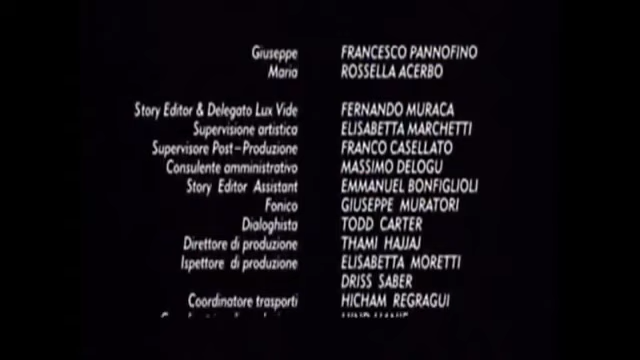 Giuseppe FRANCESCO PANNOFINO
Maria ROSSELLA ACERBO
Story Editor & Delegato Lux Vide FERNANDO MURACA
Supervisione artistica ELISABETTA MARCHETTI
Supervisore Post-Produzione FRANCO CASELLATO
Consulente amministrativo MASSIMO DELOGU
Story Editor Assistant EMMANUEL BONFIGLIOLI
Fonico GIUSEPPE MURATORI
Dialoghista TODD CARTER
Direttore di produzione THAMI HAJJAJ
Ispettore di produzione ELISABETTA MORETTI
DRISS SABER
Coordinatore trasporti HICHAM REGRAGUI